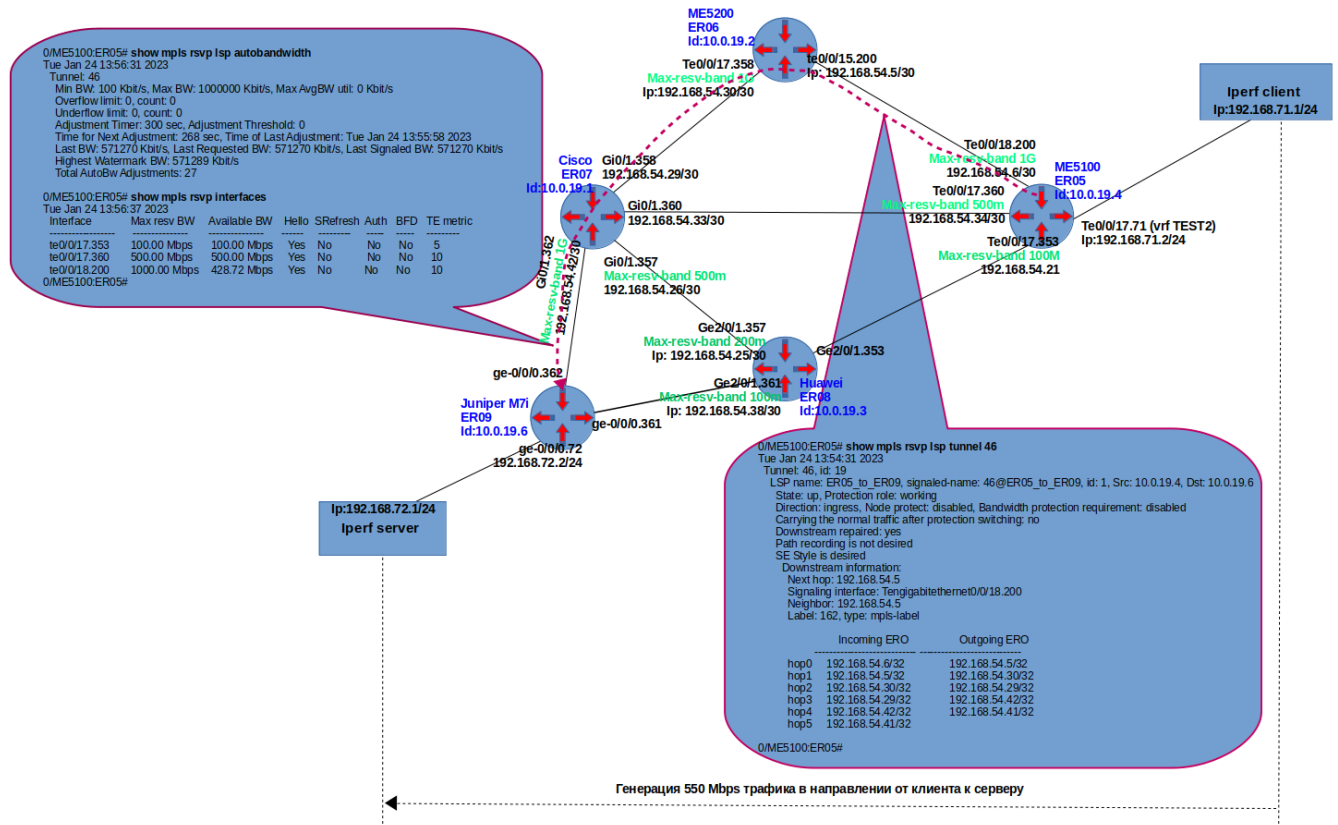 ME5200
ER06
Id:10.0.19.2
0/ME5100:ER05# show mpls rsvp lsp autobandwidth
Tue Jan 24 13:56:31 2023
Tunnel: 46
Min BW: 100 Kbit/s, Max BW: 1000000 Kbit/s, Max AvgBW util: 0 Kbit/s
Overflow limit: 0, count: 0
Underflow limit: 0, count: 0
Adjustment Timer: 300 sec, Adjustment Threshold: 0
Time for Next Adjustment: 268 sec, Time of Last Adjustment: Tue Jan 24 13:55:58 2023
Last BW: 571270 Kbit/s, Last Requested BW: 571270 Kbit/s, Last Signaled BW: 571270 Kbit/s
Highest Watermark BW: 571289 Kbit/s
Total AutoBw Adjustments: 27
0/ME5100:ER05# show mpls rsvp interfaces
Tue Jan 24 13:56:37 2023
Interface Max resv BW Available BW Hello SRefresh Auth BFD TE metric
------------------- --------------- --------------- ------ --------- ----- ----- ----------
te0/0/17.353 100.00 Mbps 100.00 Mbps Yes No No No 5
te0/0/17.360 500.00 Mbps 500.00 Mbps Yes No No No 10
te0/0/18.200 1000.00 Mbps 428.72 Mbps Yes No No No 10
0/ME5100:ER05#
Te0/0/17.358
Max-resv-band 1G
Ip:192.168.54.30/30
te0/0/15.200
Ip: 192.168.54.5/30
Iperf client
Ip:192.168.71.1/24
Cisco
ER07
Id:10.0.19.1
Gi0/1.358
192.168.54.29/30
Gi0/1.360
192.168.54.33/30
Te0/0/18.200
Max-resv-band 1G
192.168.54.6/30
Te0/0/17.360
Max-resv-band 500m
192.168.54.34/30
ME5100
ER05
Id:10.0.19.4
Te0/0/17.71 (vrf TEST2)
Ip:192.168.71.2/24
Te0/0/17.353
Max-resv-band 100M
192.168.54.21
Gi0/1.362
Max-resv-band 1G
192.168.54.42/30
Gi0/1.357
Max-resv-band 500m
192.168.54.26/30
Ge2/0/1.357
Max-resv-band 200m
Ip: 192.168.54.25/30
Ge2/0/1.353
Ge2/0/1.361
Max-resv-band 100m
Ip: 192.168.54.38/30
Huawei
ER08
Id:10.0.19.3
ge-0/0/0.362
Juniper M7i
ER09
Id:10.0.19.6
ge-0/0/0.361
ge-0/0/0.72
192.168.72.2/24
Ip:192.168.72.1/24
Iperf server
0/ME5100:ER05# show mpls rsvp lsp tunnel 46
Tue Jan 24 13:54:31 2023
Tunnel: 46, id: 19
LSP name: ER05_to_ER09, signaled-name: 46@ER05_to_ER09, id: 1, Src: 10.0.19.4, Dst: 10.0.19.6
State: up, Protection role: working
Direction: ingress, Node protect: disabled, Bandwidth protection requirement: disabled
Carrying the normal traffic after protection switching: no
Downstream repaired: yes
Path recording is not desired
SE Style is desired
Downstream information:
Next hop: 192.168.54.5
Signaling interface: Tengigabitethernet0/0/18.200
Neighbor: 192.168.54.5
Label: 162, type: mpls-label
Incoming ERO Outgoing ERO
----------------------------- -----------------------------
hop0 192.168.54.6/32 192.168.54.5/32
hop1 192.168.54.5/32 192.168.54.30/32
hop2 192.168.54.30/32 192.168.54.29/32
hop3 192.168.54.29/32 192.168.54.42/32
hop4 192.168.54.42/32 192.168.54.41/32
hop5 192.168.54.41/32
0/ME5100:ER05#
Генерация 550 Mbps трафика в направлении от клиента к серверу